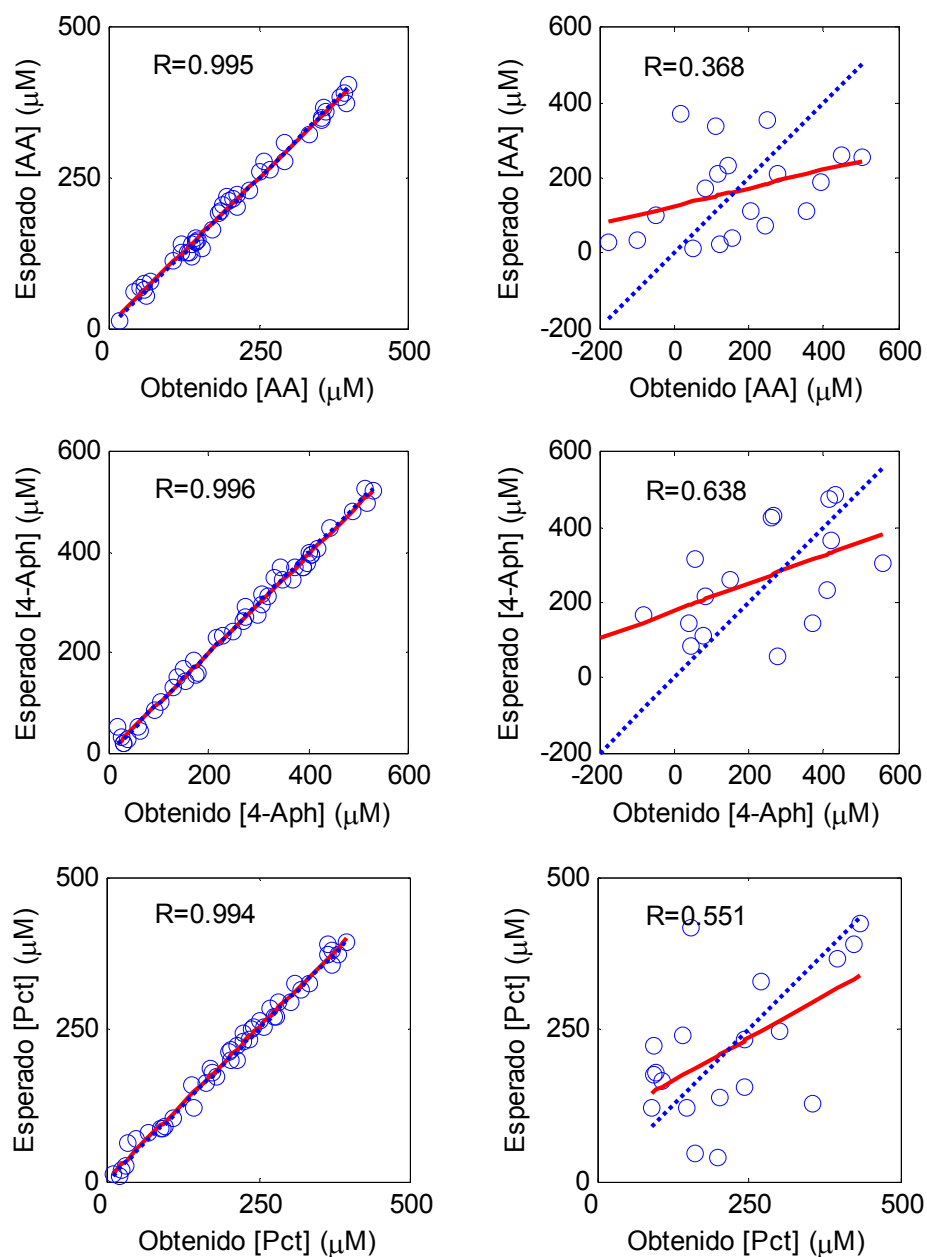 500
R=0.995
250
0
0
250
500
Esperado [AA] (μM)
Obtenido [AA] (μM)
600
R=0.368
400
200
0
-200
-200
0
200
400
600
Esperado [AA] (μM)
Obtenido [AA] (μM)
600
R=0.996
400
200
0
0
200
400
600
Esperado [4-Aph] (μM)
Obtenido [4-Aph] (μM)
600
R=0.638
400
200
0
-200
-200
0
200
400
600
Esperado [4-Aph] (μM)
Obtenido [4-Aph] (μM)
500
R=0.994
250
0
0
250
500
Esperado [Pct] (μM)
Obtenido [Pct] (μM)
500
R=0.551
250
0
0
250
500
Esperado [Pct] (μM)
Obtenido [Pct] (μM)